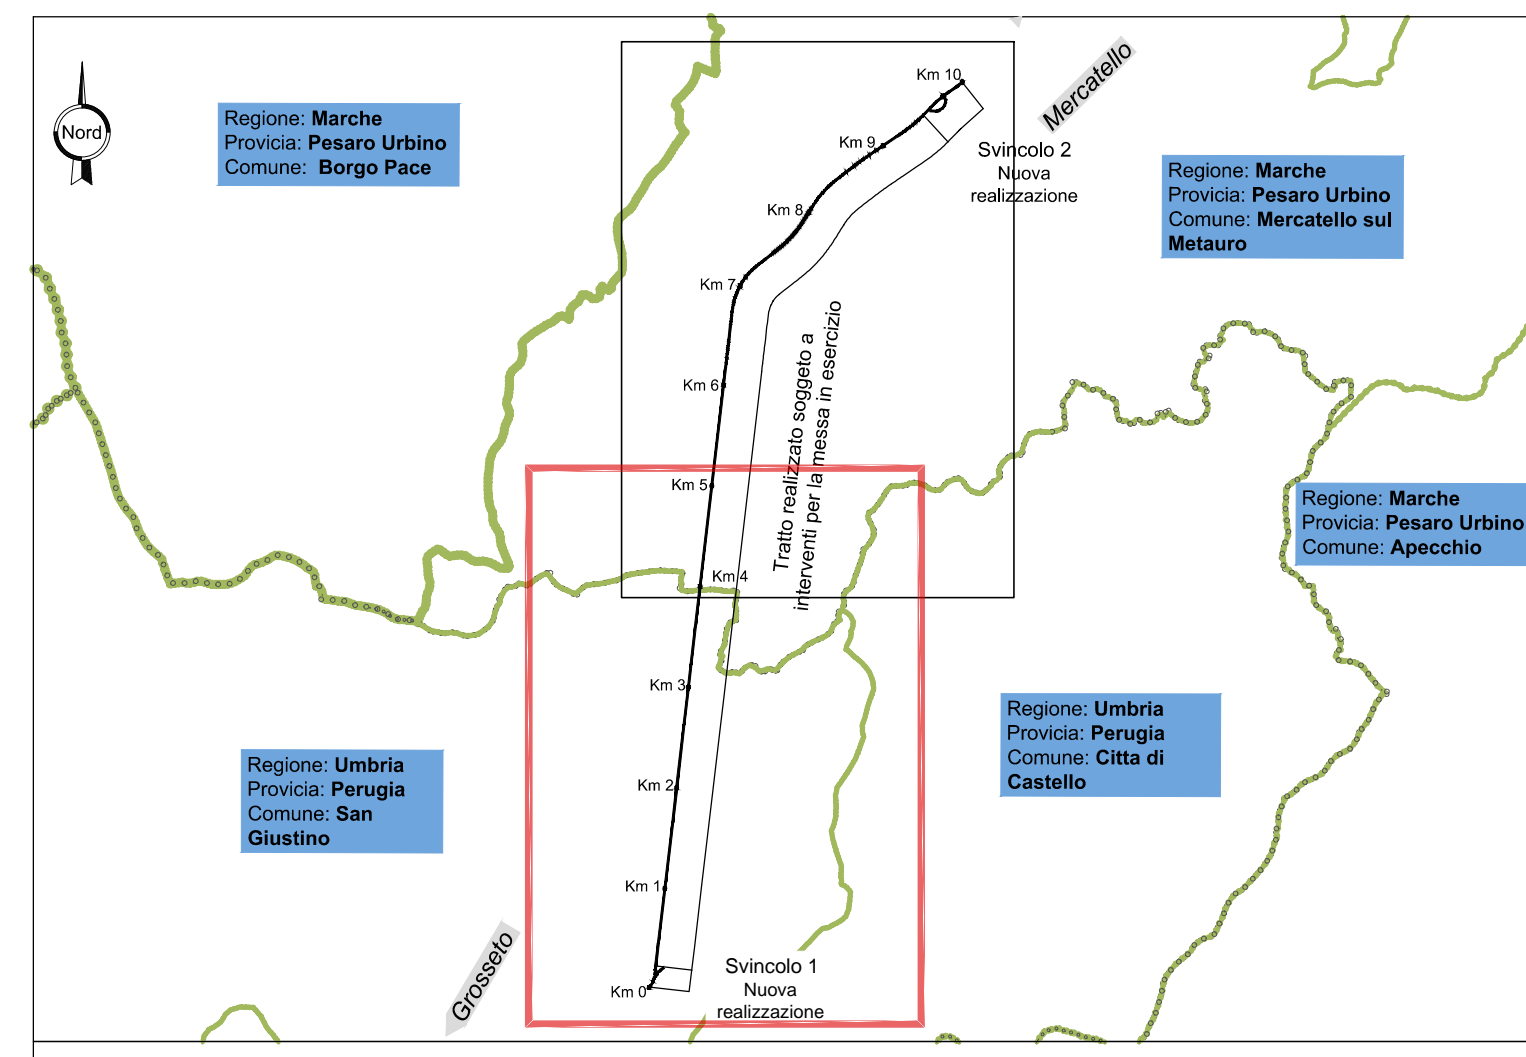 Km 10
Mercatello
Nord
Regione: Marche
Provicia: Pesaro Urbino
Comune: Borgo Pace
Km 9
Svincolo 2
Nuova
realizzazione
Regione: Marche
Provicia: Pesaro Urbino
Comune: Mercatello sul
Metauro
Km 8
Km 7
Tratto realizzato soggeto a
interventi per la messa in esercizio
Km 6
Km 5
Regione: Marche
Provicia: Pesaro Urbino
Comune: Apecchio
Km 4
Km 3
Regione: Umbria
Provicia: Perugia
Comune: Citta di
Castello
Regione: Umbria
Provicia: Perugia
Comune: San
Giustino
Km 2
Km 1
Grosseto
Svincolo 1
Nuova
realizzazione
Km 0